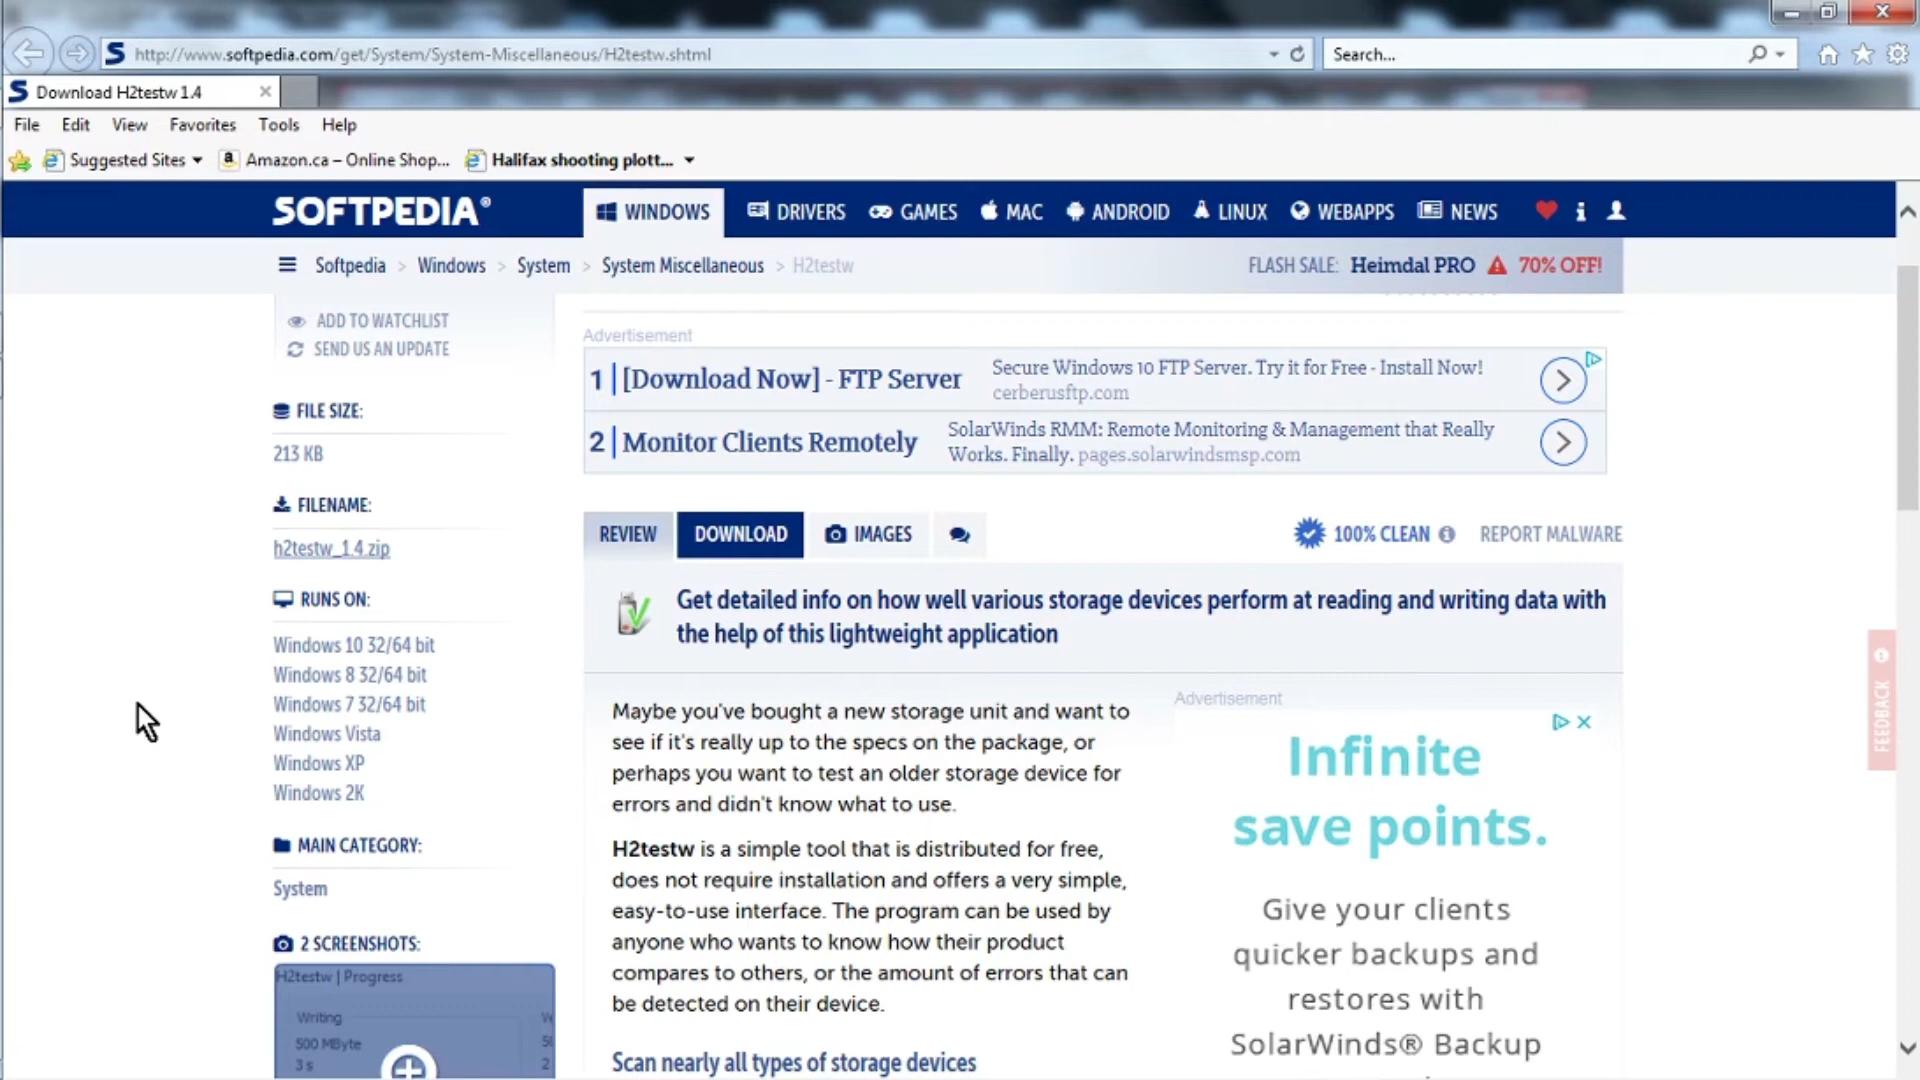 http://www.softpedia.com/get/System/System-Miscellaneous/H2testw.shtml
Search...
Download H2testw 1.4
File Edit View Favorites Tools Help
Suggested Sites
Amazon.ca – Online Shop...
Halifax shooting plott...
SOFTPEDIA®
WINDOWS DRIVERS GAMES MAC ANDROID LINUX WEBAPPS NEWS
Softpedia > Windows > System > System Miscellaneous > H2testw
FLASH SALE: Heimdal PRO 70% OFF!
ADD TO WATCHLIST
SEND US AN UPDATE
FILE SIZE:
213 KB
FILENAME:
h2testw_1.4.zip
RUNS ON:
Windows 10 32/64 bit
Windows 8 32/64 bit
Windows 7 32/64 bit
Windows Vista
Windows XP
Windows 2K
MAIN CATEGORY:
System
2 SCREENSHOTS:
H2testw | Progress
Writing
500 MByte
3 s
Advertisement
1 [Download Now] - FTP Server
Secure Windows 10 FTP Server. Try it for Free - Install Now!
cerberusftp.com
2 Monitor Clients Remotely
SolarWinds RMM: Remote Monitoring & Management that Really
Works. Finally. pages.solarwindsmsp.com
REVIEW DOWNLOAD IMAGES
100% CLEAN
REPORT MALWARE
Get detailed info on how well various storage devices perform at reading and writing data with
the help of this lightweight application
Maybe you've bought a new storage unit and want to
see if it's really up to the specs on the package, or
perhaps you want to test an older storage device for
errors and didn't know what to use.
H2testw is a simple tool that is distributed for free,
does not require installation and offers a very simple,
easy-to-use interface. The program can be used by
anyone who wants to know how their product
compares to others, or the amount of errors that can
be detected on their device.
Scan nearly all types of storage devices
Advertisement
Infinite
save points.
Give your clients
quicker backups and
restores with
SolarWinds® Backup
FEEDBACK